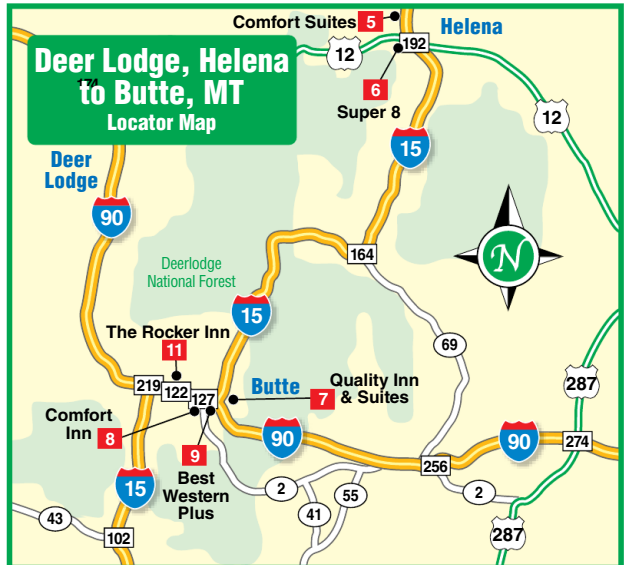 Comfort Suites 5
Helena
192
12
Deer Lodge, Helena
to Butte, MT
Locator Map
174
6
Super 8
12
15
Deer
Lodge
90
N
164
Deerlodge
National Forest
15
The Rocker Inn
11
69
219
122
127
Butte
7
Quality Inn
& Suites
287
Comfort
Inn
8
9
Best
Western
Plus
90
90
274
256
15
2
55
2
41
43
102
287